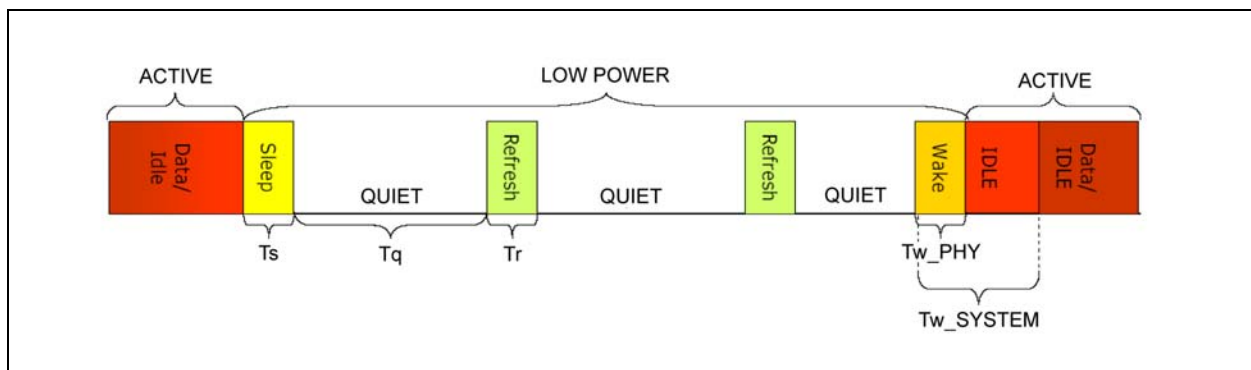 ACTIVE
LOW POWER
ACTIVE
Data/
Idle
Sleep
QUIET
Refresh
QUIET
Refresh
QUIET
Wake
IDLE
Data/
IDLE
Ts
Tq
Tr
Tw_PHY
Tw_SYSTEM